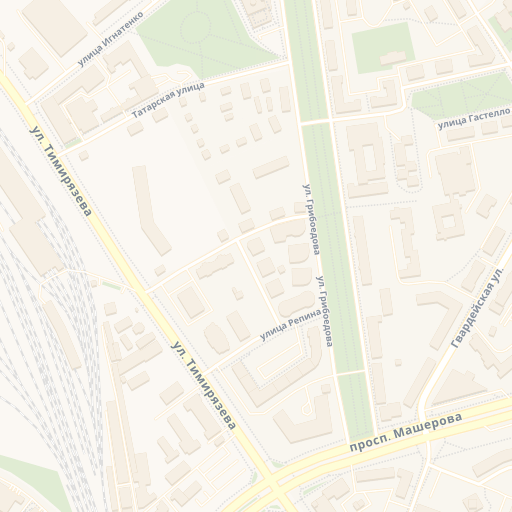 улица Игнатенко
Татарская улица
улица Гастелло
ул. Тимирязева
ул. Грибоедова
Гвардейская ул.
ул. Грибоедова
улица Репина
ул. Тимирязева
просп. Машерова